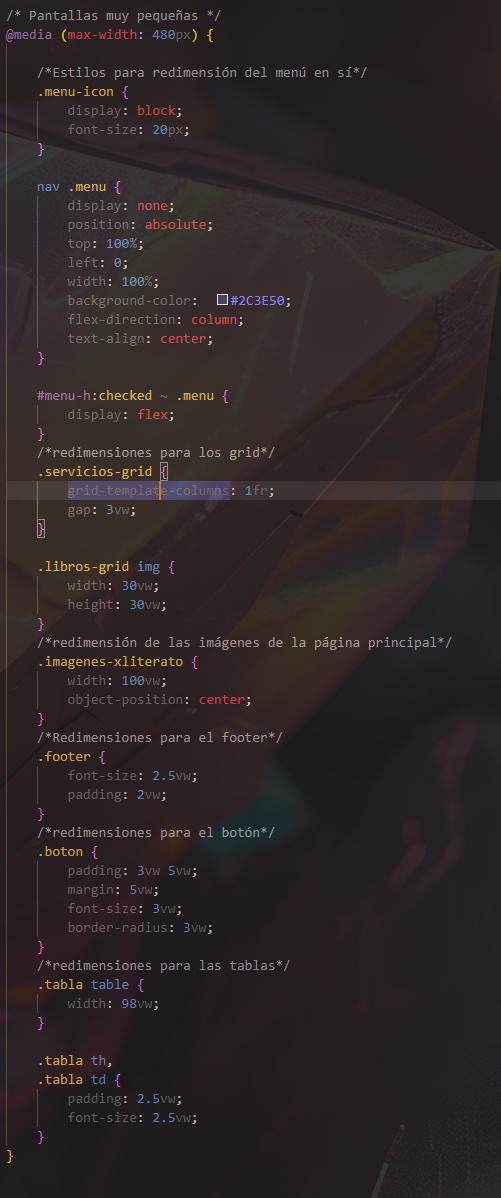 /* Pantallas muy pequeñas */
@media (max-width: 480px) {
/*Estilos para redimensión del menú en sí*/
.menu-icon {
display: block;
font-size: 20px;
}
nav .menu {
display: none;
position: absolute;
top: 100%;
left: 0;
width: 100%;
background-color: #2C3E50;
flex-direction: column;
text-align: center;
}
#menu-h:checked ~ .menu {
display: flex;
}
/*redimensiones para los grid*/
.servicios-grid {
grid-template-columns: 1fr;
gap: 3vw;
}
.libros-grid img {
width: 30vw;
height: 30vw;
}
/*redimensión de las imágenes de la página principal*/
.imagenes-xliterato {
width: 100vw;
object-position: center;
}
/*Redimensiones para el footer*/
.footer {
font-size: 2.5vw;
padding: 2vw;
}
/*redimensiones para el botón*/
.boton {
padding: 3vw 5vw;
margin: 5vw;
font-size: 3vw;
border-radius: 3vw;
}
/*redimensiones para las tablas*/
.tabla table {
width: 98vw;
}
.tabla th,
.tabla td {
padding: 2.5vw;
font-size: 2.5vw;
}
}